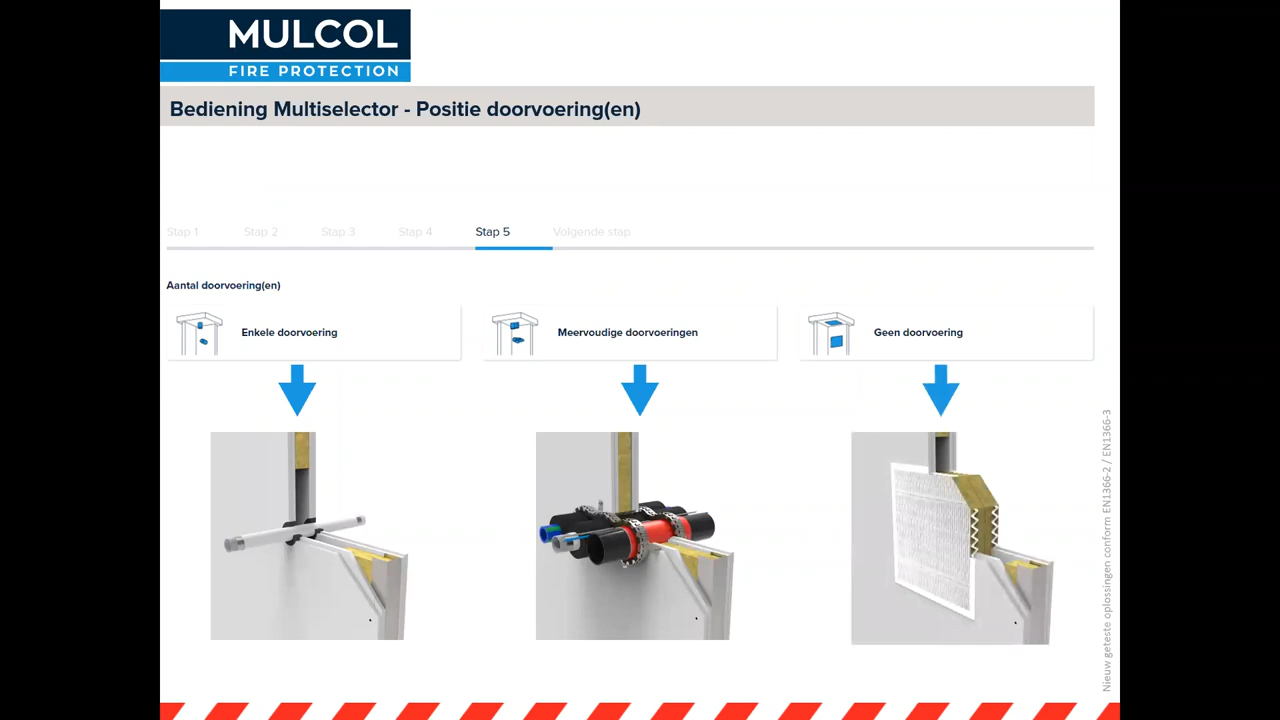 MULCOL
FIRE PROTECTION
Bediening Multiselector - Positie doorvoering(en)
Stap 1
Stap 2
Stap 3
Stap 4
Stap 5
Volgende stap
Aantal doorvoering(en)
Enkele doorvoering
Meervoudige doorvoeringen
Geen doorvoering
Nieuw geteste oplossingen conform EN1366-2 / EN1366-3